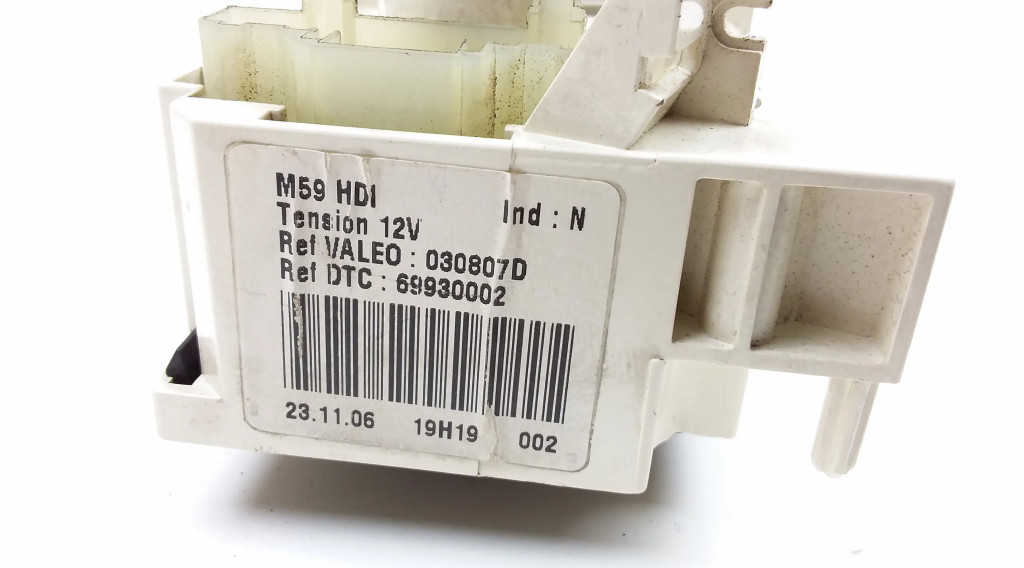 M59 HDI
Tension 12V Ind : N
Ref VALEO : 030807D
Ref DTC : 69930002
23.11.06 19H19 002